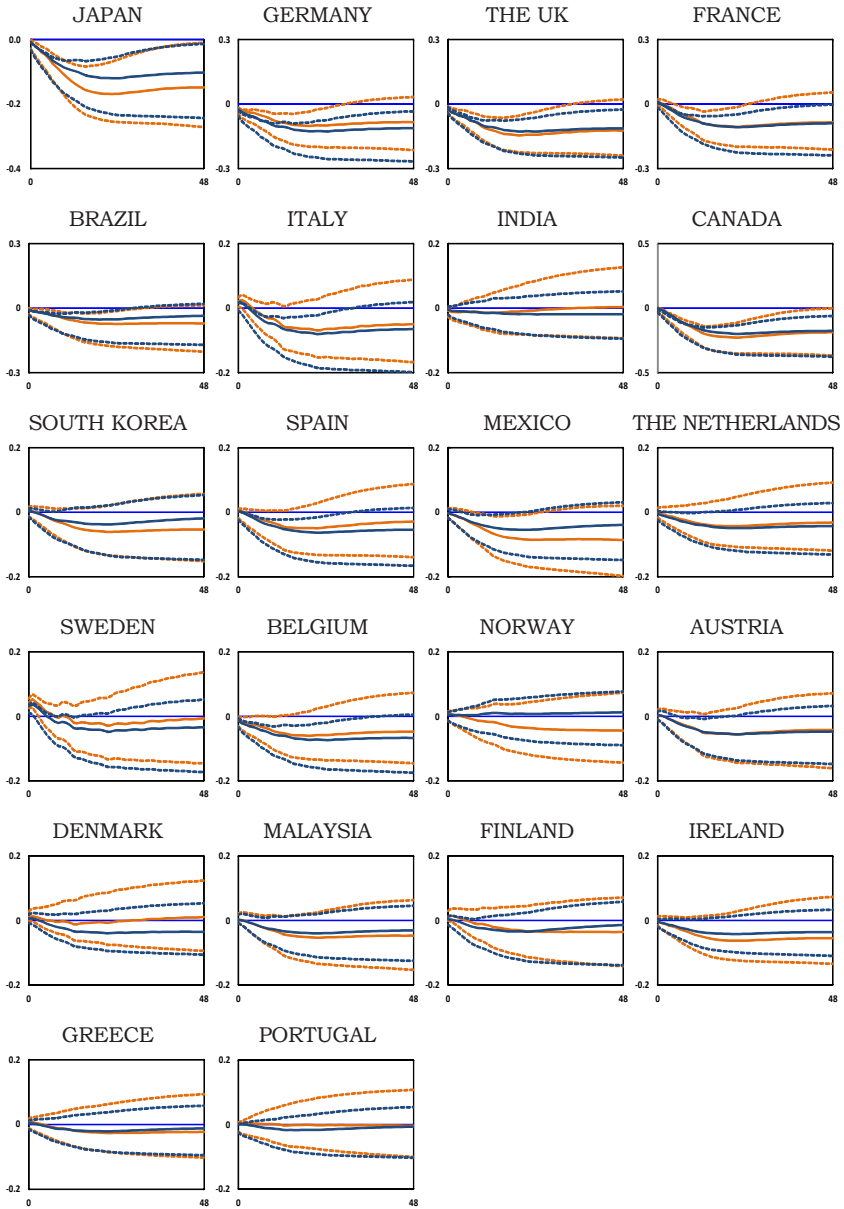 JAPAN GERMANY THE UK FRANCE
0.0 0.3 0.3 0.3
-0.2 0 0 0
-0.4 -0.3 -0.3 -0.3
0 48 0 48 0 48 0 48
BRAZIL ITALY INDIA CANADA
0.3 0.2 0.2 0.5
0 0 0 0
-0.3 -0.2 -0.2 -0.5
0 48 0 48 0 48 0 48
SOUTH KOREA SPAIN MEXICO THE NETHERLANDS
0.2 0.2 0.2 0.2
0 0 0 0
-0.2 -0.2 -0.2 -0.2
0 48 0 48 0 48 0 48
SWEDEN BELGIUM NORWAY AUSTRIA
0.2 0.2 0.2 0.2
0 0 0 0
-0.2 -0.2 -0.2 -0.2
0 48 0 48 0 48 0 48
DENMARK MALAYSIA FINLAND IRELAND
0.2 0.2 0.2 0.2
0 0 0 0
-0.2 -0.2 -0.2 -0.2
0 48 0 48 0 48 0 48
GREECE PORTUGAL
0.2 0.2
0 0
-0.2 -0.2
0 48 0 48